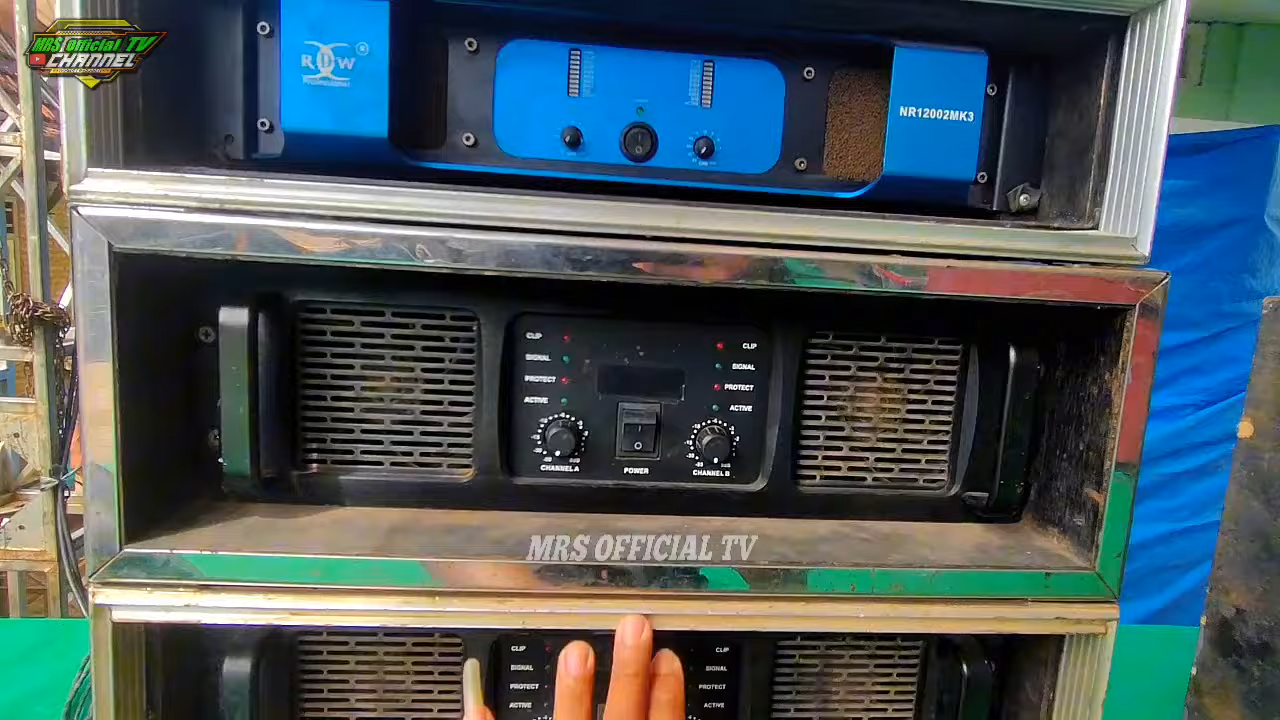 MRS Official TV
CHANNEL
RDW
NR12002MK3
CLIP
SIGNAL
PROTECT
ACTIVE
CLIP
SIGNAL
PROTECT
ACTIVE
CHANNEL A
POWER
CHANNEL B
MRS OFFICIAL TV
CLIP
SIGNAL
PROTECT
ACTIVE
CLIP
SIGNAL
PROTECT
ACTIVE